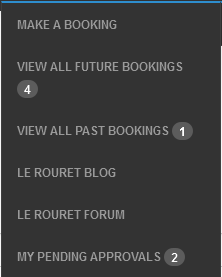 MAKE A BOOKING
VIEW ALL FUTURE BOOKINGS
4
VIEW ALL PAST BOOKINGS 1
LE ROURET BLOG
LE ROURET FORUM
MY PENDING APPROVALS 2